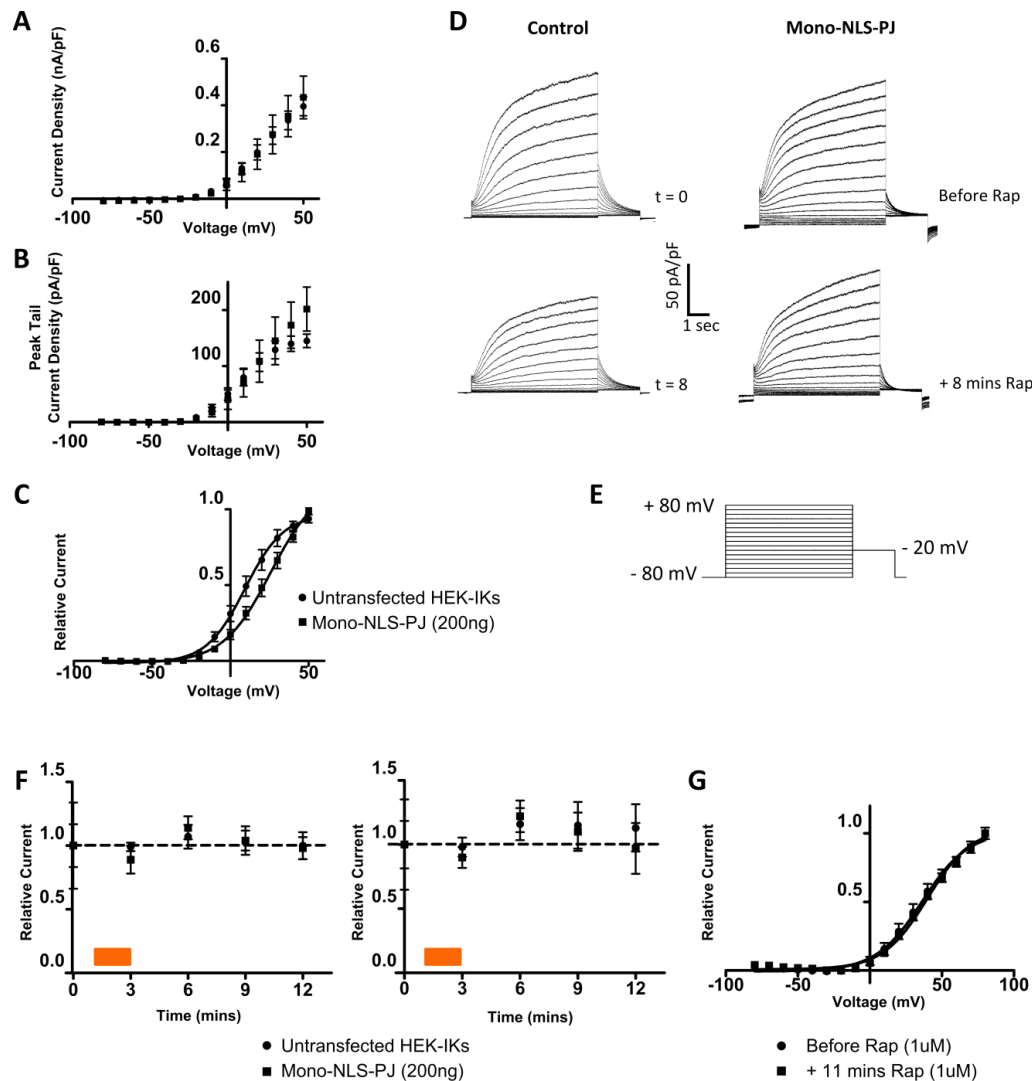 A
Current Density (nA/pF)
0.6
0.4
0.2
-100
-50
0
50
Voltage (mV)
B
Peak Tail
Current Density (pA/pF)
200
100
-100
-50
0
50
Voltage (mV)
C
Relative Current
1.0
0.5
-100
-50
0
50
Voltage (mV)
Untransfected HEK-IKs
Mono-NLS-PJ (200ng)
D
Control
Mono-NLS-PJ
t = 0
Before Rap
50 pA/pF
1 sec
t = 8
+ 8 mins Rap
E
+ 80 mV
- 80 mV
- 20 mV
F
Relative Current
1.5
1.0
0.5
0.0
0
3
6
9
12
Time (mins)
Relative Current
1.5
1.0
0.5
0.0
0
3
6
9
12
Time (mins)
Untransfected HEK-IKs
Mono-NLS-PJ (200ng)
G
Relative Current
1.0
0.5
-100
-50
0
50
100
Voltage (mV)
Before Rap (1uM)
+ 11 mins Rap (1uM)